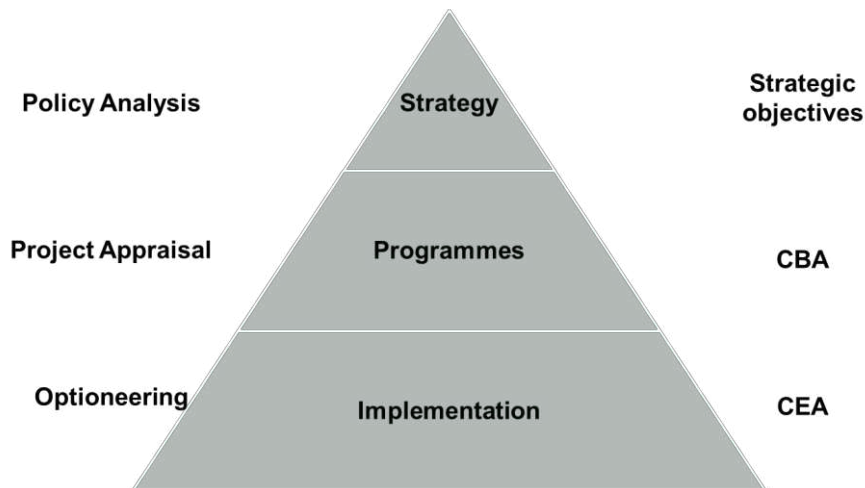 Policy Analysis
Strategy
Strategic
objectives
Project Appraisal
Programmes
CBA
Optioneering
Implementation
CEA